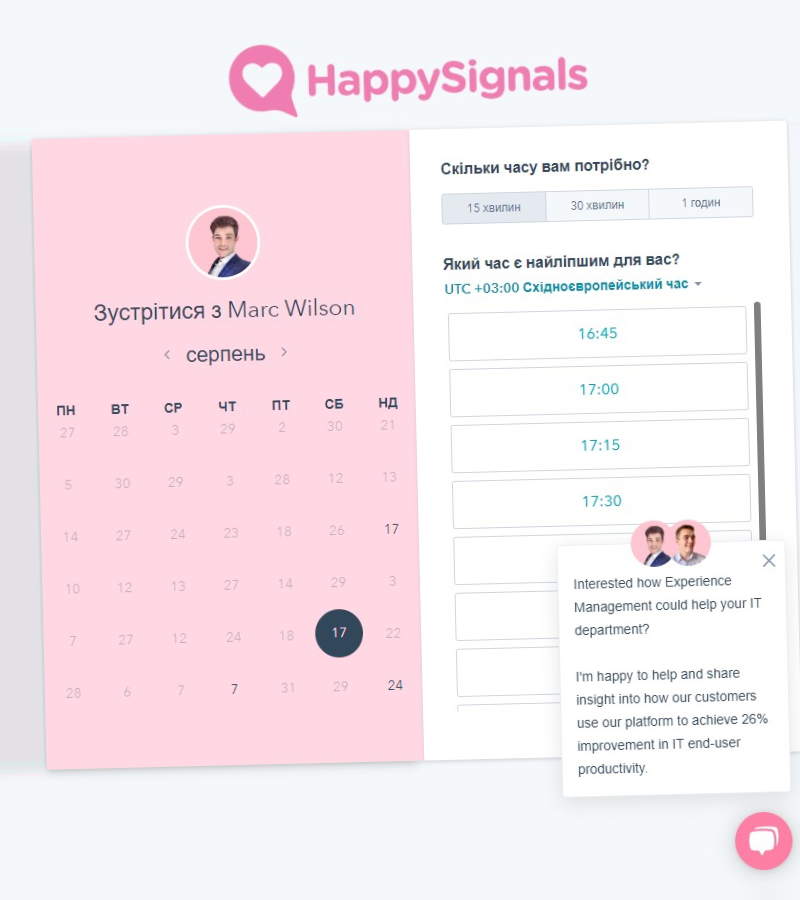 HappySignals
Зустрітися з Marc Wilson
серпень
ПН ВТ СР ЧТ ПТ СБ НД
27 28 3 29 2 30 21
5 30 29 3 28 12 13
14 27 24 23 18 26 17
10 12 13 27 14 29 3
7 27 12 24 18 17 22
28 6 7 7 31 29 24
Скільки часу вам потрібно?
15 хвилин 30 хвилин 1 годин
Який час є найліпшим для вас?
UTC +03:00 Східноєвропейський час
16:45
17:00
17:15
17:30
Interested how Experience
Management could help your IT
department?
I'm happy to help and share
insight into how our customers
use our platform to achieve 26%
improvement in IT end-user
productivity.